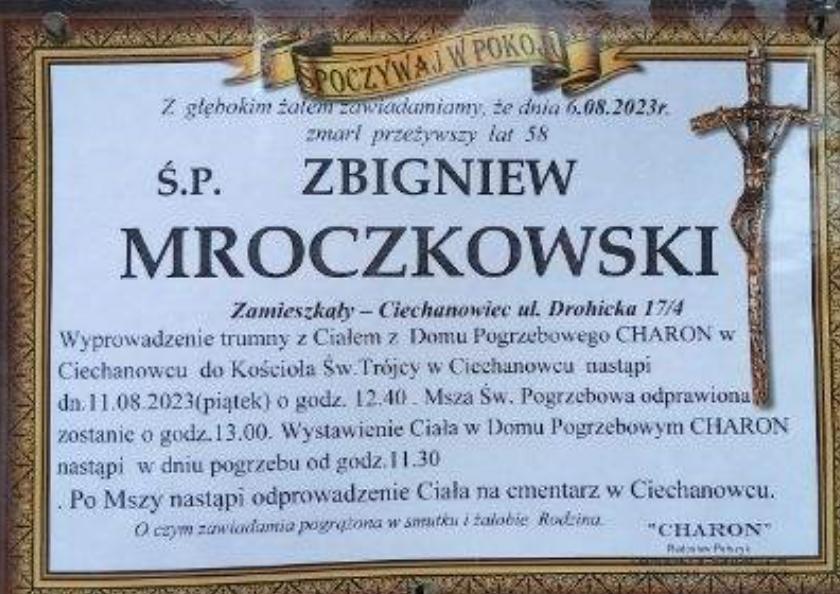 SPOCZYWAJ W POKOJU
Z głębokim żalem zawiadamiamy, że dnia 6.08.2023r.
zmarł przeżywszy lat 58
Ś.P. ZBIGNIEW
MROCZKOWSKI
Zamieszkały – Ciechanowiec ul. Drohicka 17/4
Wyprowadzenie trumny z Ciałem z Domu Pogrzebowego CHARON w
Ciechanowcu do Kościoła Św.Trójcy w Ciechanowcu nastąpi
dn.11.08.2023(piątek) o godz. 12.40 . Msza Św. Pogrzebowa odprawiona
zostanie o godz.13.00. Wystawienie Ciała w Domu Pogrzebowym CHARON
nastąpi w dniu pogrzebu od godz.11.30
. Po Mszy nastąpi odprowadzenie Ciała na cmentarz w Ciechanowcu.
O czym zawiadamia pogrążona w smutku i żałobie Rodzina.
"CHARON"